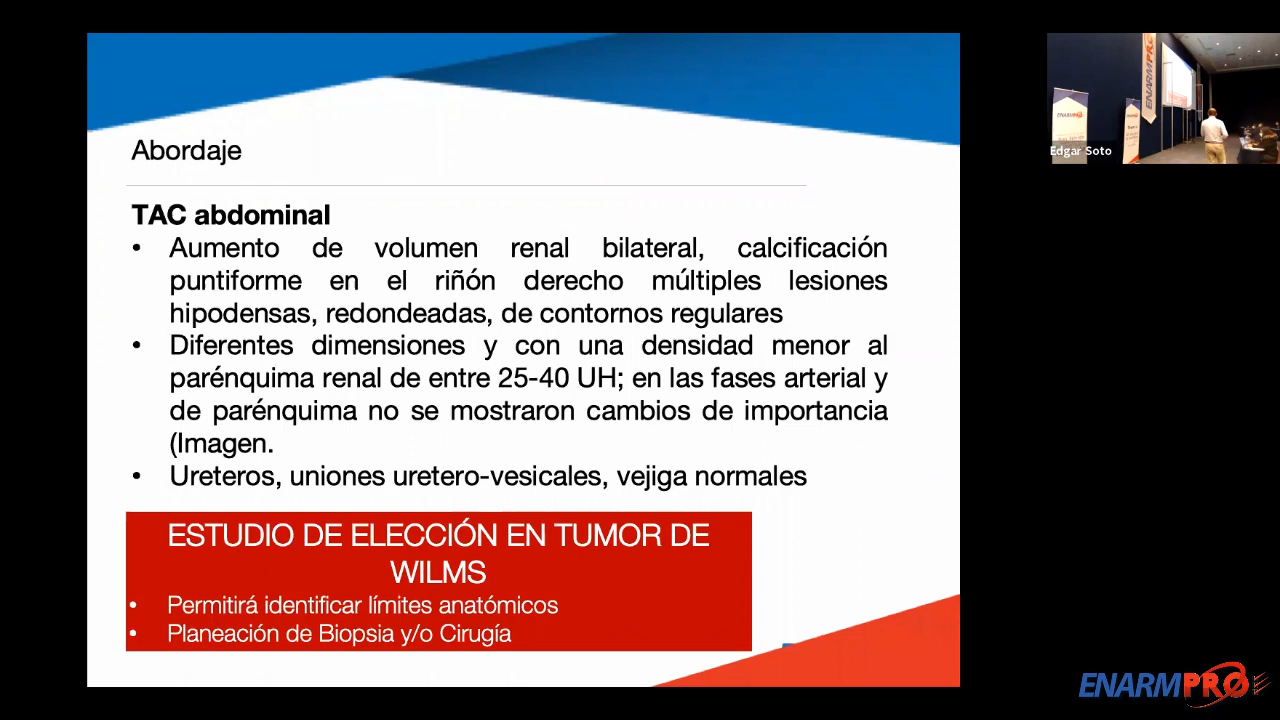 Abordaje
TAC abdominal
• Aumento de volumen renal bilateral, calcificación
puntiforme en el riñón derecho múltiples lesiones
hipodensas, redondeadas, de contornos regulares
• Diferentes dimensiones y con una densidad menor al
parénquima renal de entre 25-40 UH; en las fases arterial y
de parénquima no se mostraron cambios de importancia
(Imagen.
• Ureteros, uniones uretero-vesicales, vejiga normales
ESTUDIO DE ELECCIÓN EN TUMOR DE
WILMS
• Permitirá identificar límites anatómicos
• Planeación de Biopsia y/o Cirugía
ENARMPRO
ENARMPRO
Edgar Soto
ENARMPRO